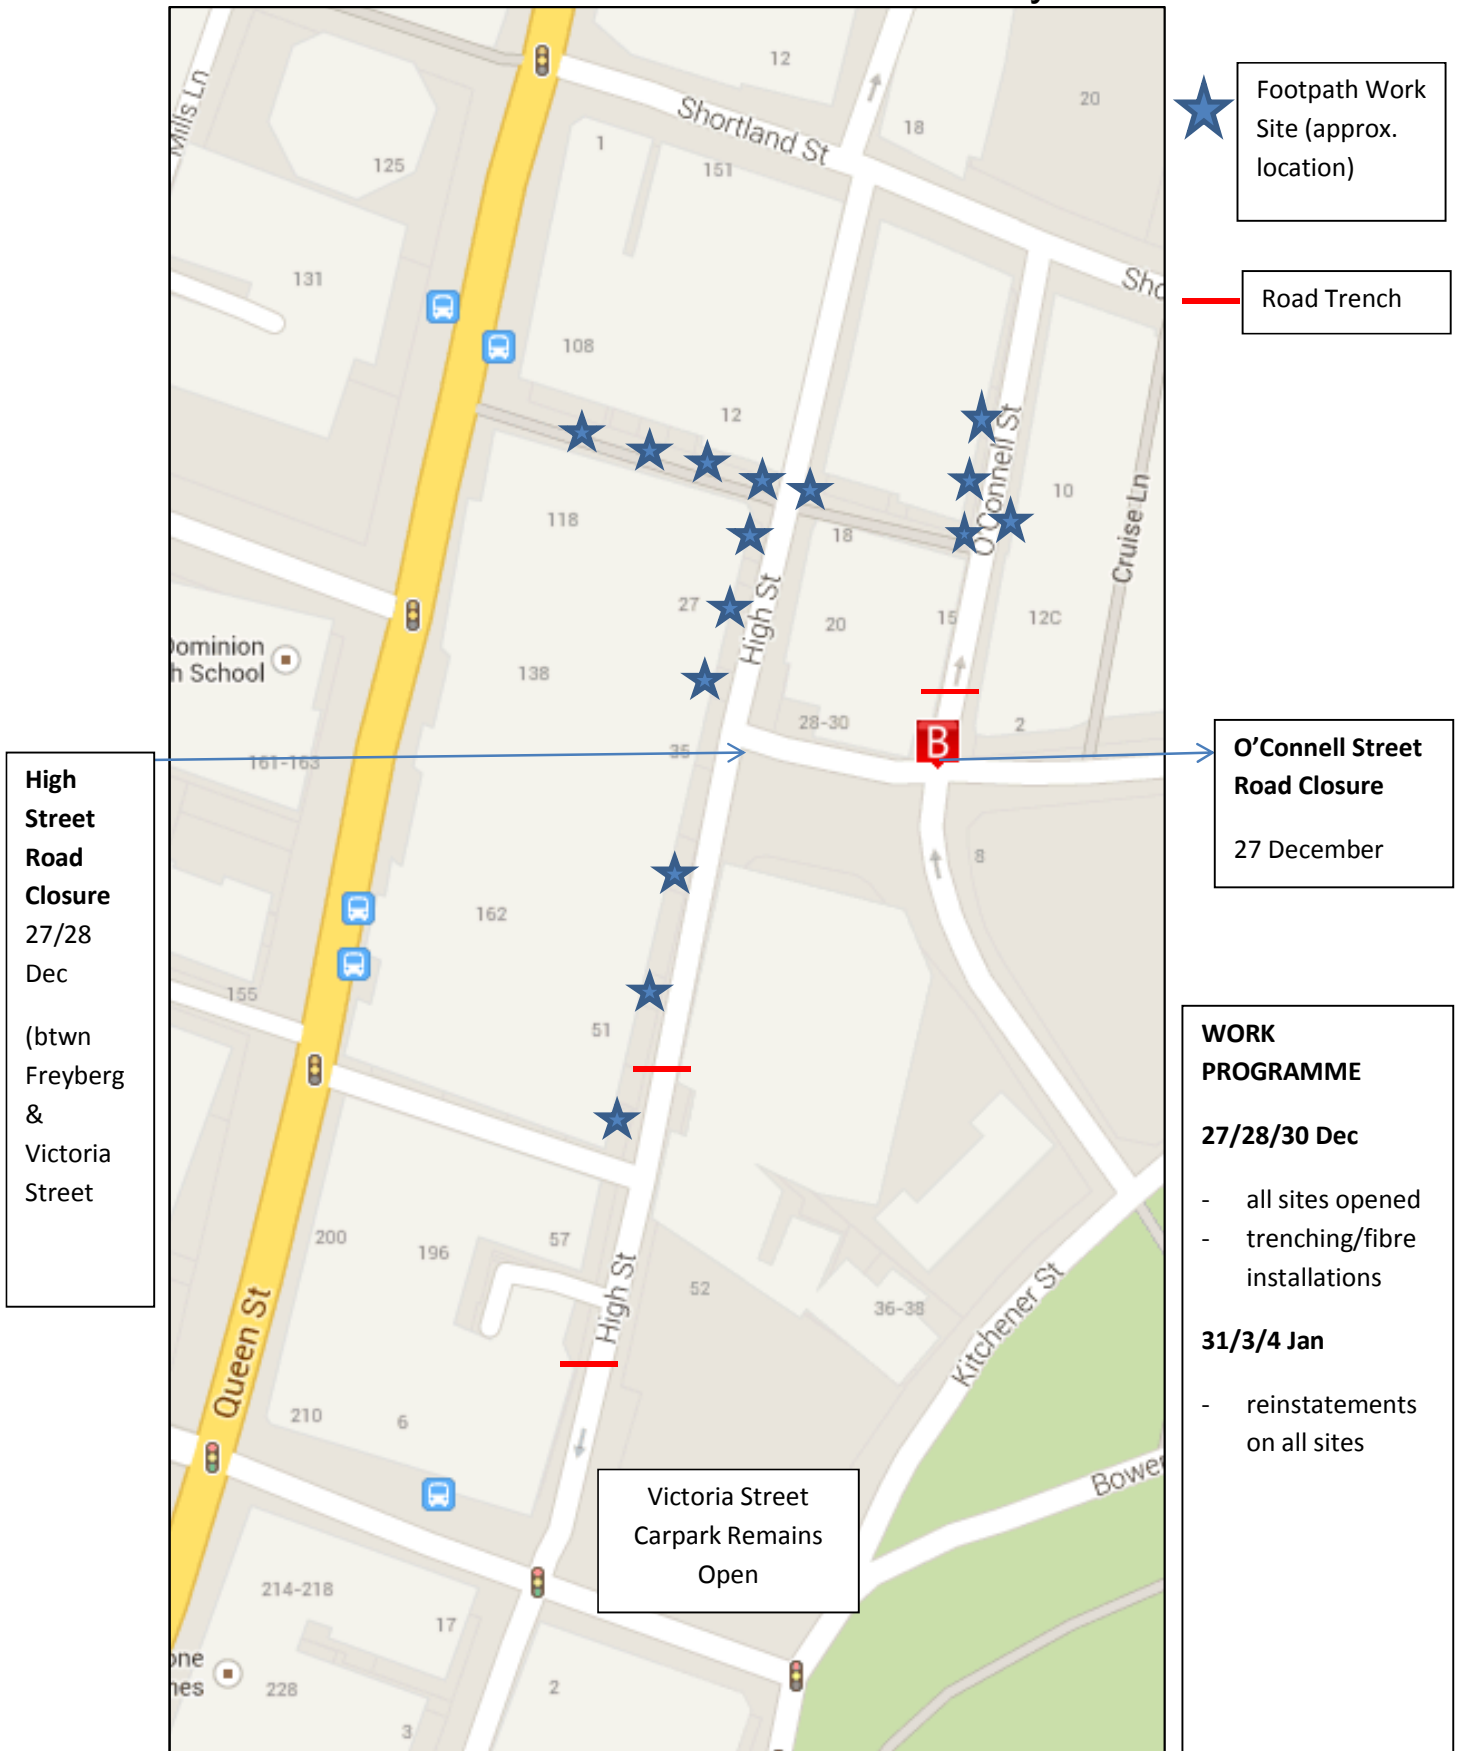 12
20
Mills Ln
Shortland St
18
1
125
151
131
Sho
108
12
O'Connell St
10
118
18
Cruise Ln
27
High St
20
15
12C
Dominion
h School
138
28-30
2
B
161-163
35
8
162
155
51
200
196
57
52
High St
36-38
Kitchener St
Queen St
210
6
Bower
214-218
17
one
nes
228
2
3
Footpath Work
Site (approx.
location)
Road Trench
High
Street
Road
Closure
27/28
Dec
(btwn
Freyberg
&
Victoria
Street
O'Connell Street
Road Closure
27 December
WORK
PROGRAMME
27/28/30 Dec
- all sites opened
- trenching/fibre
installations
31/3/4 Jan
- reinstatements
on all sites
Victoria Street
Carpark Remains
Open